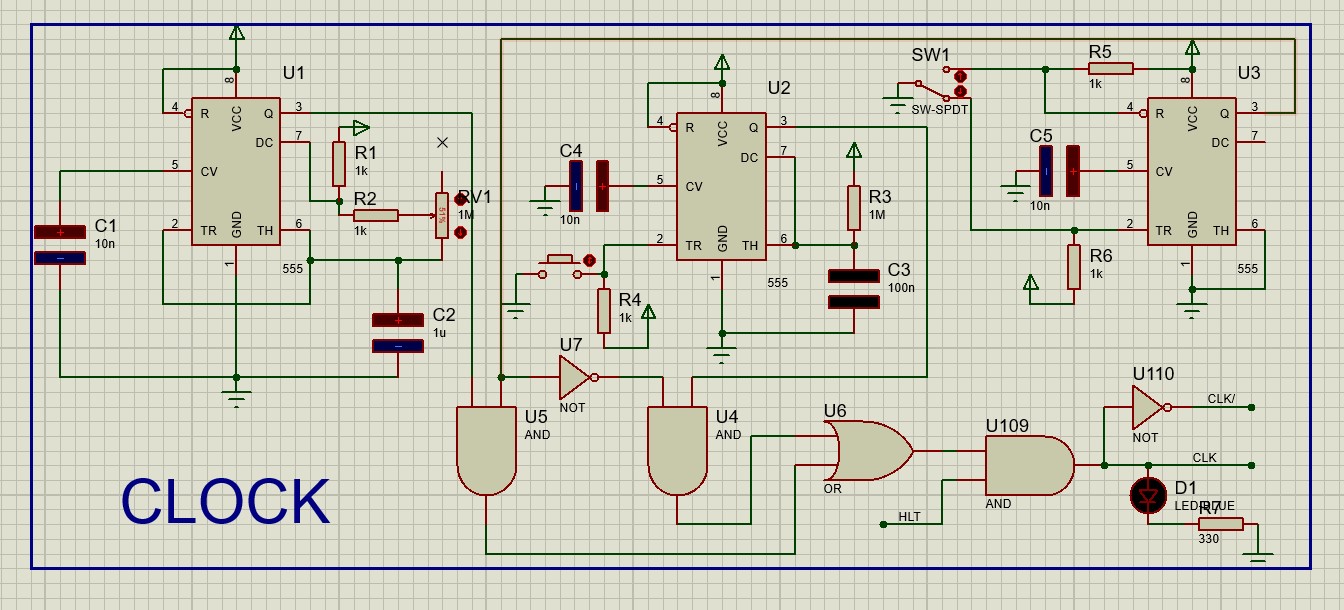 U1
8
VCC
4
R
Q
3
DC
7
5
CV
2
TR
GND
TH
6
1
555
C1
10n
R1
1k
R2
1k
RV1
1M
51%
C2
1u
U2
8
VCC
4
R
Q
3
DC
7
5
CV
2
TR
GND
TH
6
1
555
C4
10n
R3
1M
C3
100n
R4
1k
SW1
SW-SPDT
R5
1k
U3
8
VCC
4
R
Q
3
DC
7
5
CV
2
TR
GND
TH
6
1
555
C5
10n
R6
1k
U7
NOT
U5
AND
U4
AND
U6
OR
U109
AND
HLT
U110
NOT
CLK/
CLK
D1
LED-BLUE
R7
330
CLOCK